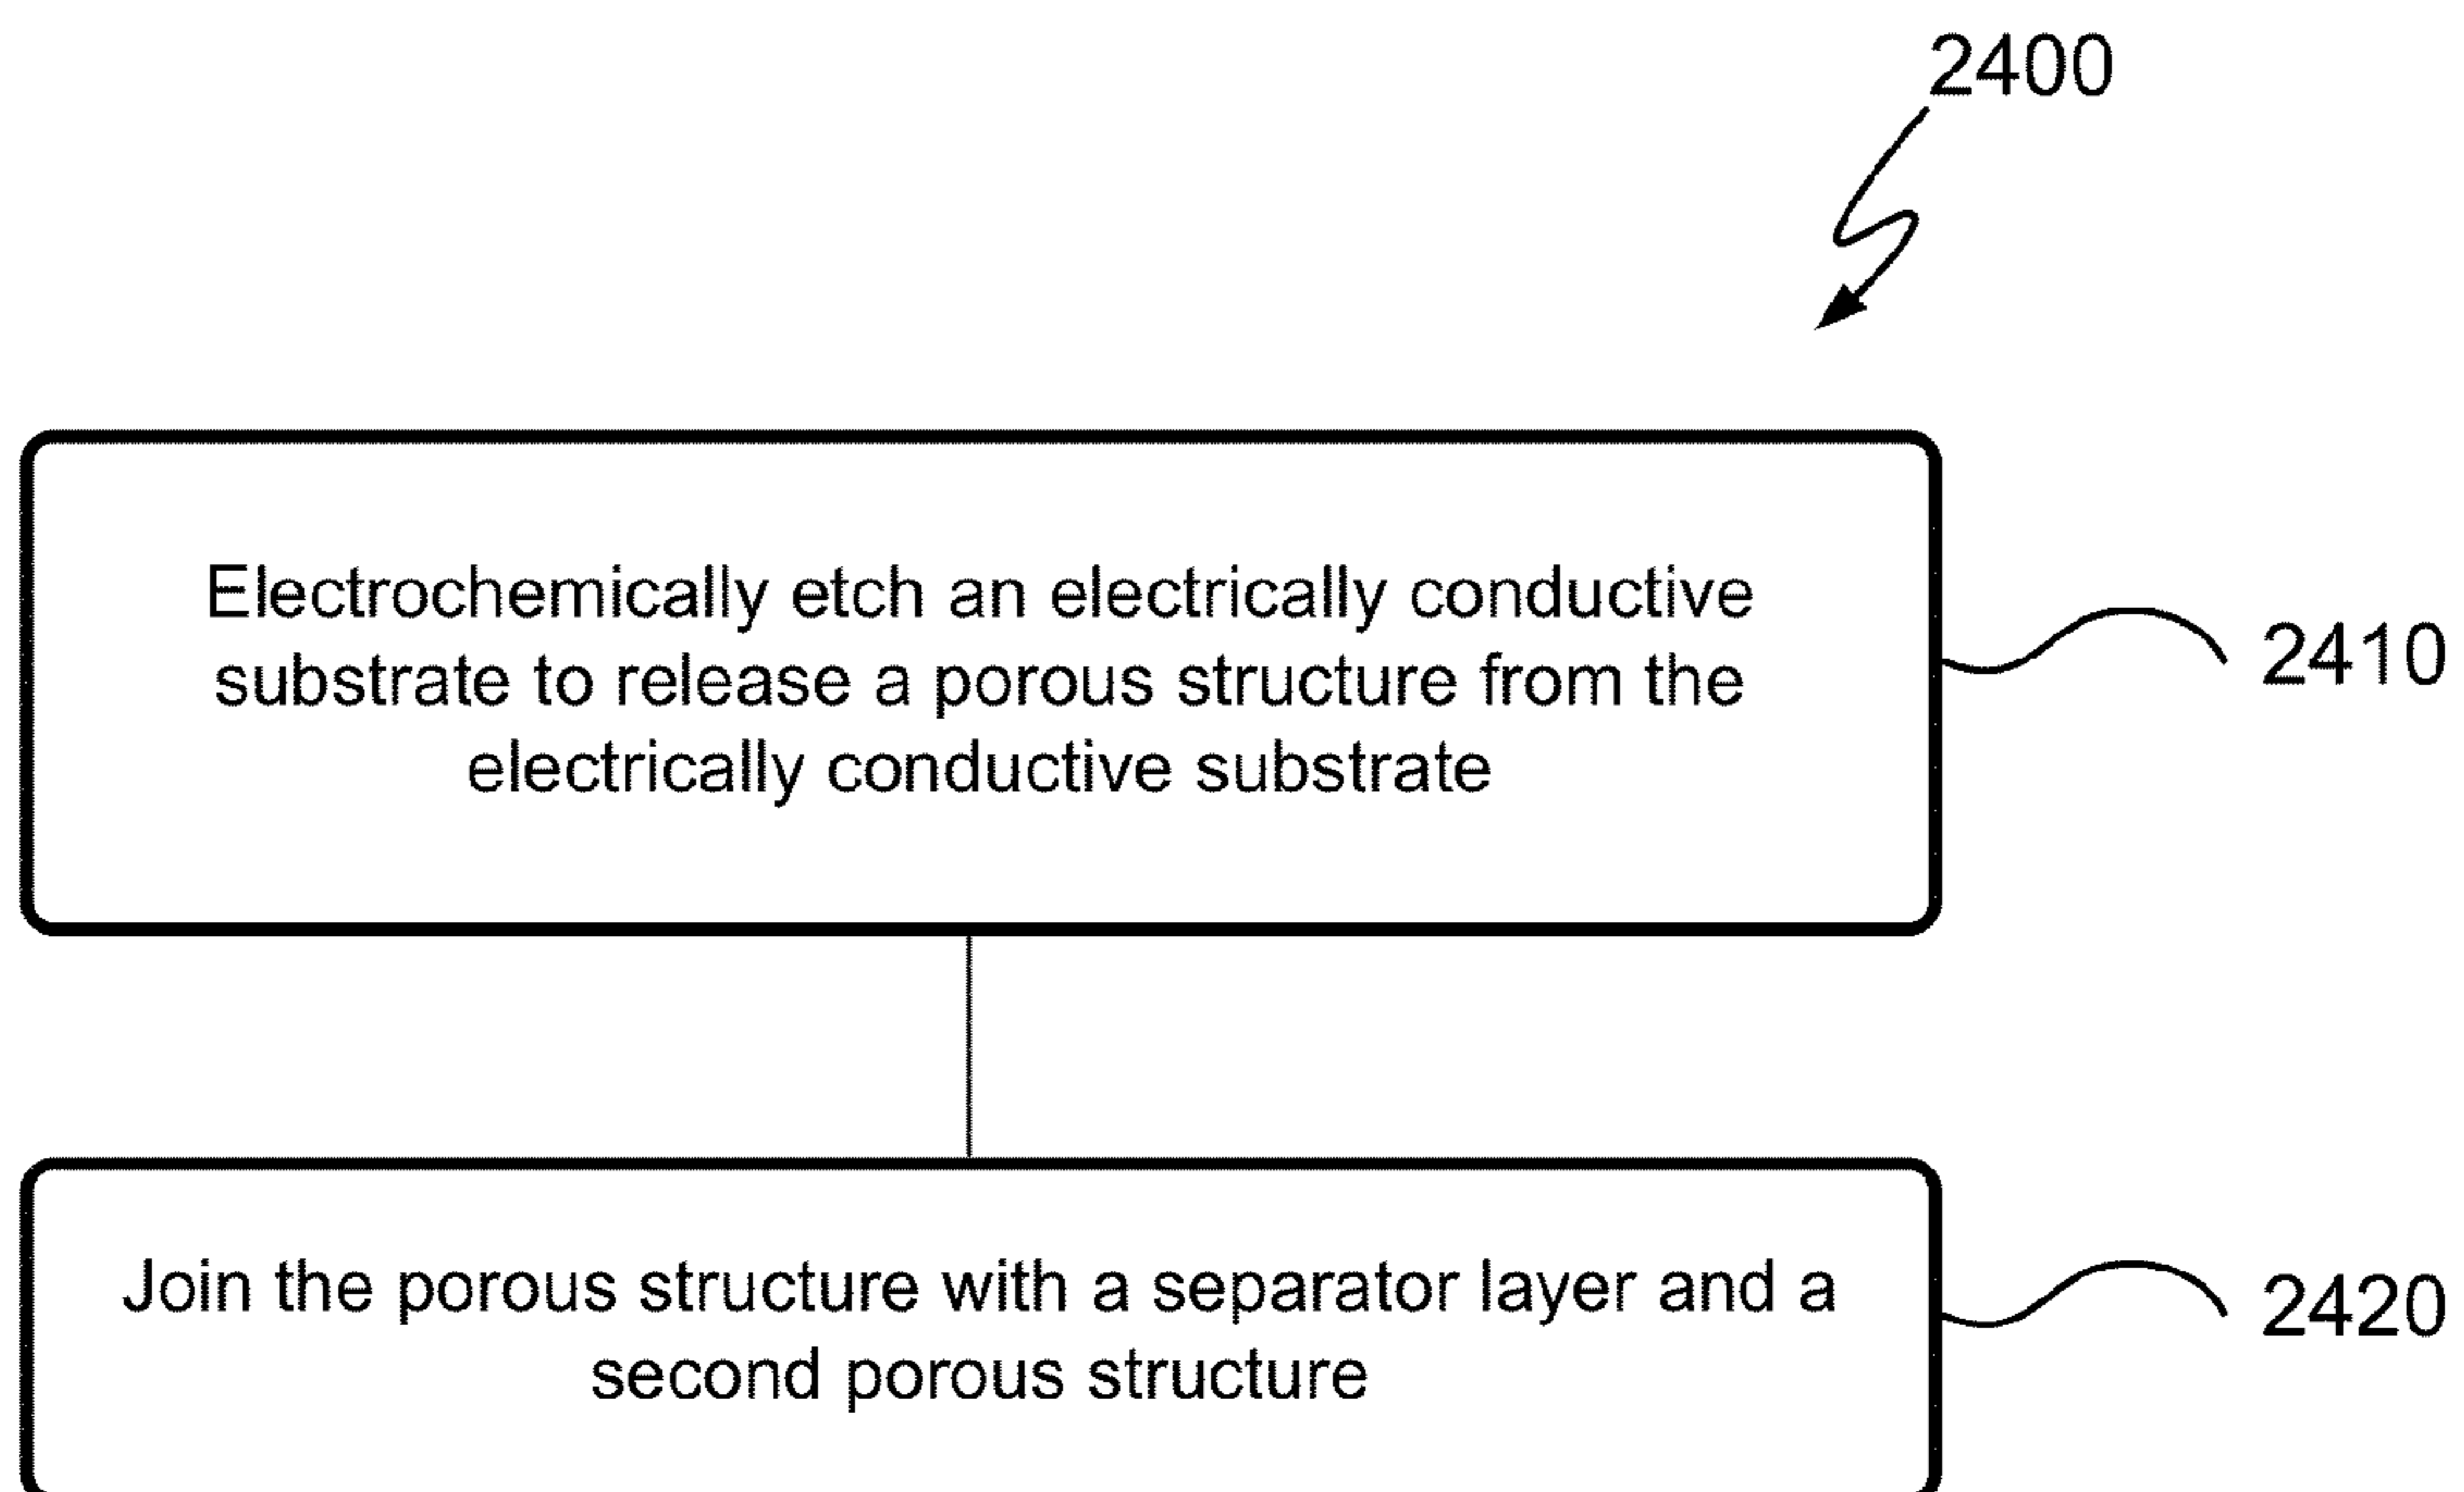 2400
Electrochemically etch an electrically conductive
substrate to release a porous structure from the
electrically conductive substrate
2410
Join the porous structure with a separator layer and a
second porous structure
2420